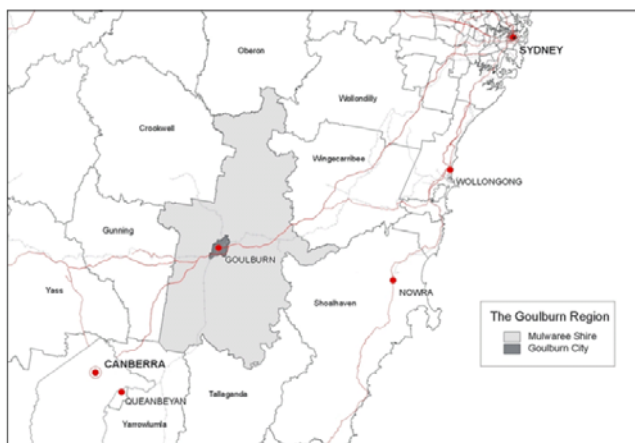 SYDNEY
Oberon
Wollondilly
Crookwell
Wingecarribee
WOLLONGONG
Gunning
GOULBURN
Yass
Shoalhaven
NOWRA
The Goulburn Region
Mulwaree Shire
Goulburn City
CANBERRA
QUEANBEYAN
Tallaganda
Yarrowlumla